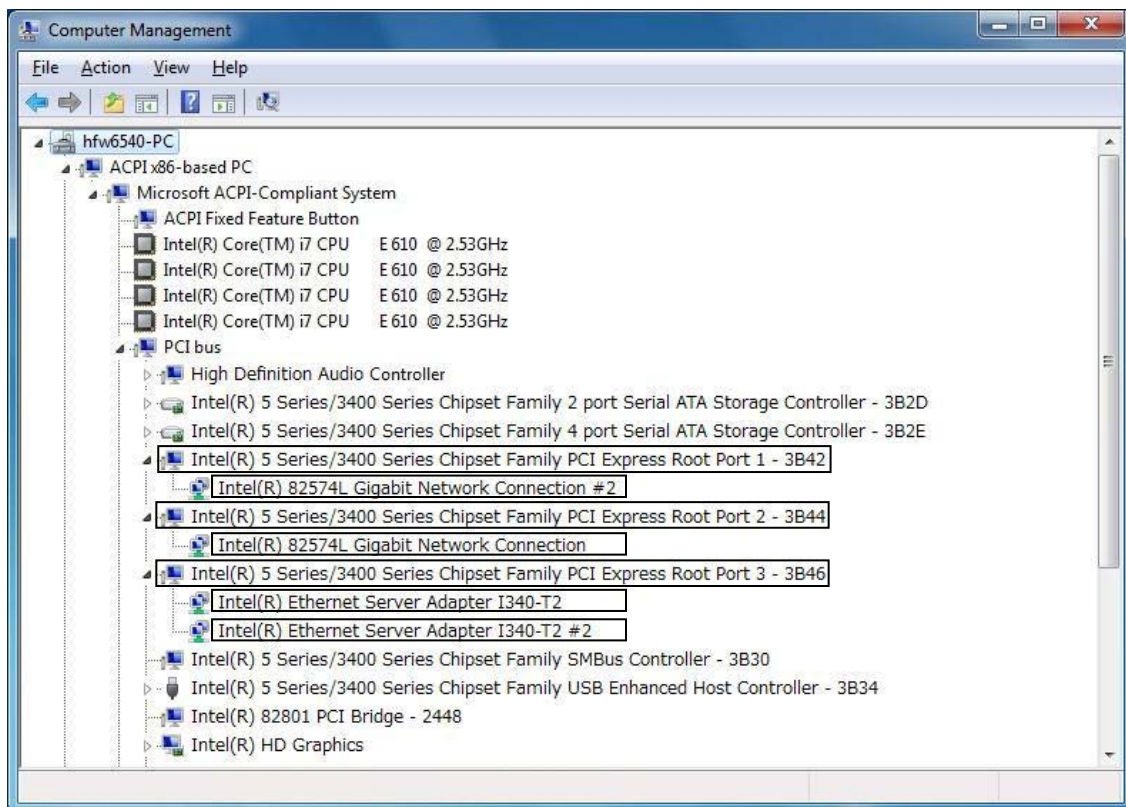 Computer Management
File Action View Help
hfw6540-PC
ACPI x86-based PC
Microsoft ACPI-Compliant System
ACPI Fixed Feature Button
Intel(R) Core(TM) i7 CPU E 610 @ 2.53GHz
Intel(R) Core(TM) i7 CPU E 610 @ 2.53GHz
Intel(R) Core(TM) i7 CPU E 610 @ 2.53GHz
Intel(R) Core(TM) i7 CPU E 610 @ 2.53GHz
PCI bus
High Definition Audio Controller
Intel(R) 5 Series/3400 Series Chipset Family 2 port Serial ATA Storage Controller - 3B2D
Intel(R) 5 Series/3400 Series Chipset Family 4 port Serial ATA Storage Controller - 3B2E
Intel(R) 5 Series/3400 Series Chipset Family PCI Express Root Port 1 - 3B42
Intel(R) 82574L Gigabit Network Connection #2
Intel(R) 5 Series/3400 Series Chipset Family PCI Express Root Port 2 - 3B44
Intel(R) 82574L Gigabit Network Connection
Intel(R) 5 Series/3400 Series Chipset Family PCI Express Root Port 3 - 3B46
Intel(R) Ethernet Server Adapter I340-T2
Intel(R) Ethernet Server Adapter I340-T2 #2
Intel(R) 5 Series/3400 Series Chipset Family SMBus Controller - 3B30
Intel(R) 5 Series/3400 Series Chipset Family USB Enhanced Host Controller - 3B34
Intel(R) 82801 PCI Bridge - 2448
Intel(R) HD Graphics